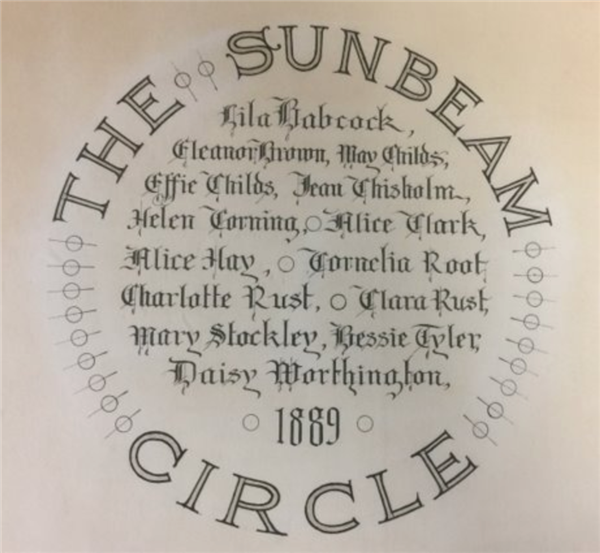 THE SUNBEAM
Lila Babcock,
Eleanor Brown, May Childs,
Effie Childs, Jean Chisholm,
Helen Corning, Alice Clark,
Alice Hay, Cornelia Root
Charlotte Rust, Clara Rust,
Mary Stockley, Bessie Tyler,
Daisy Worthington,
1889
CIRCLE